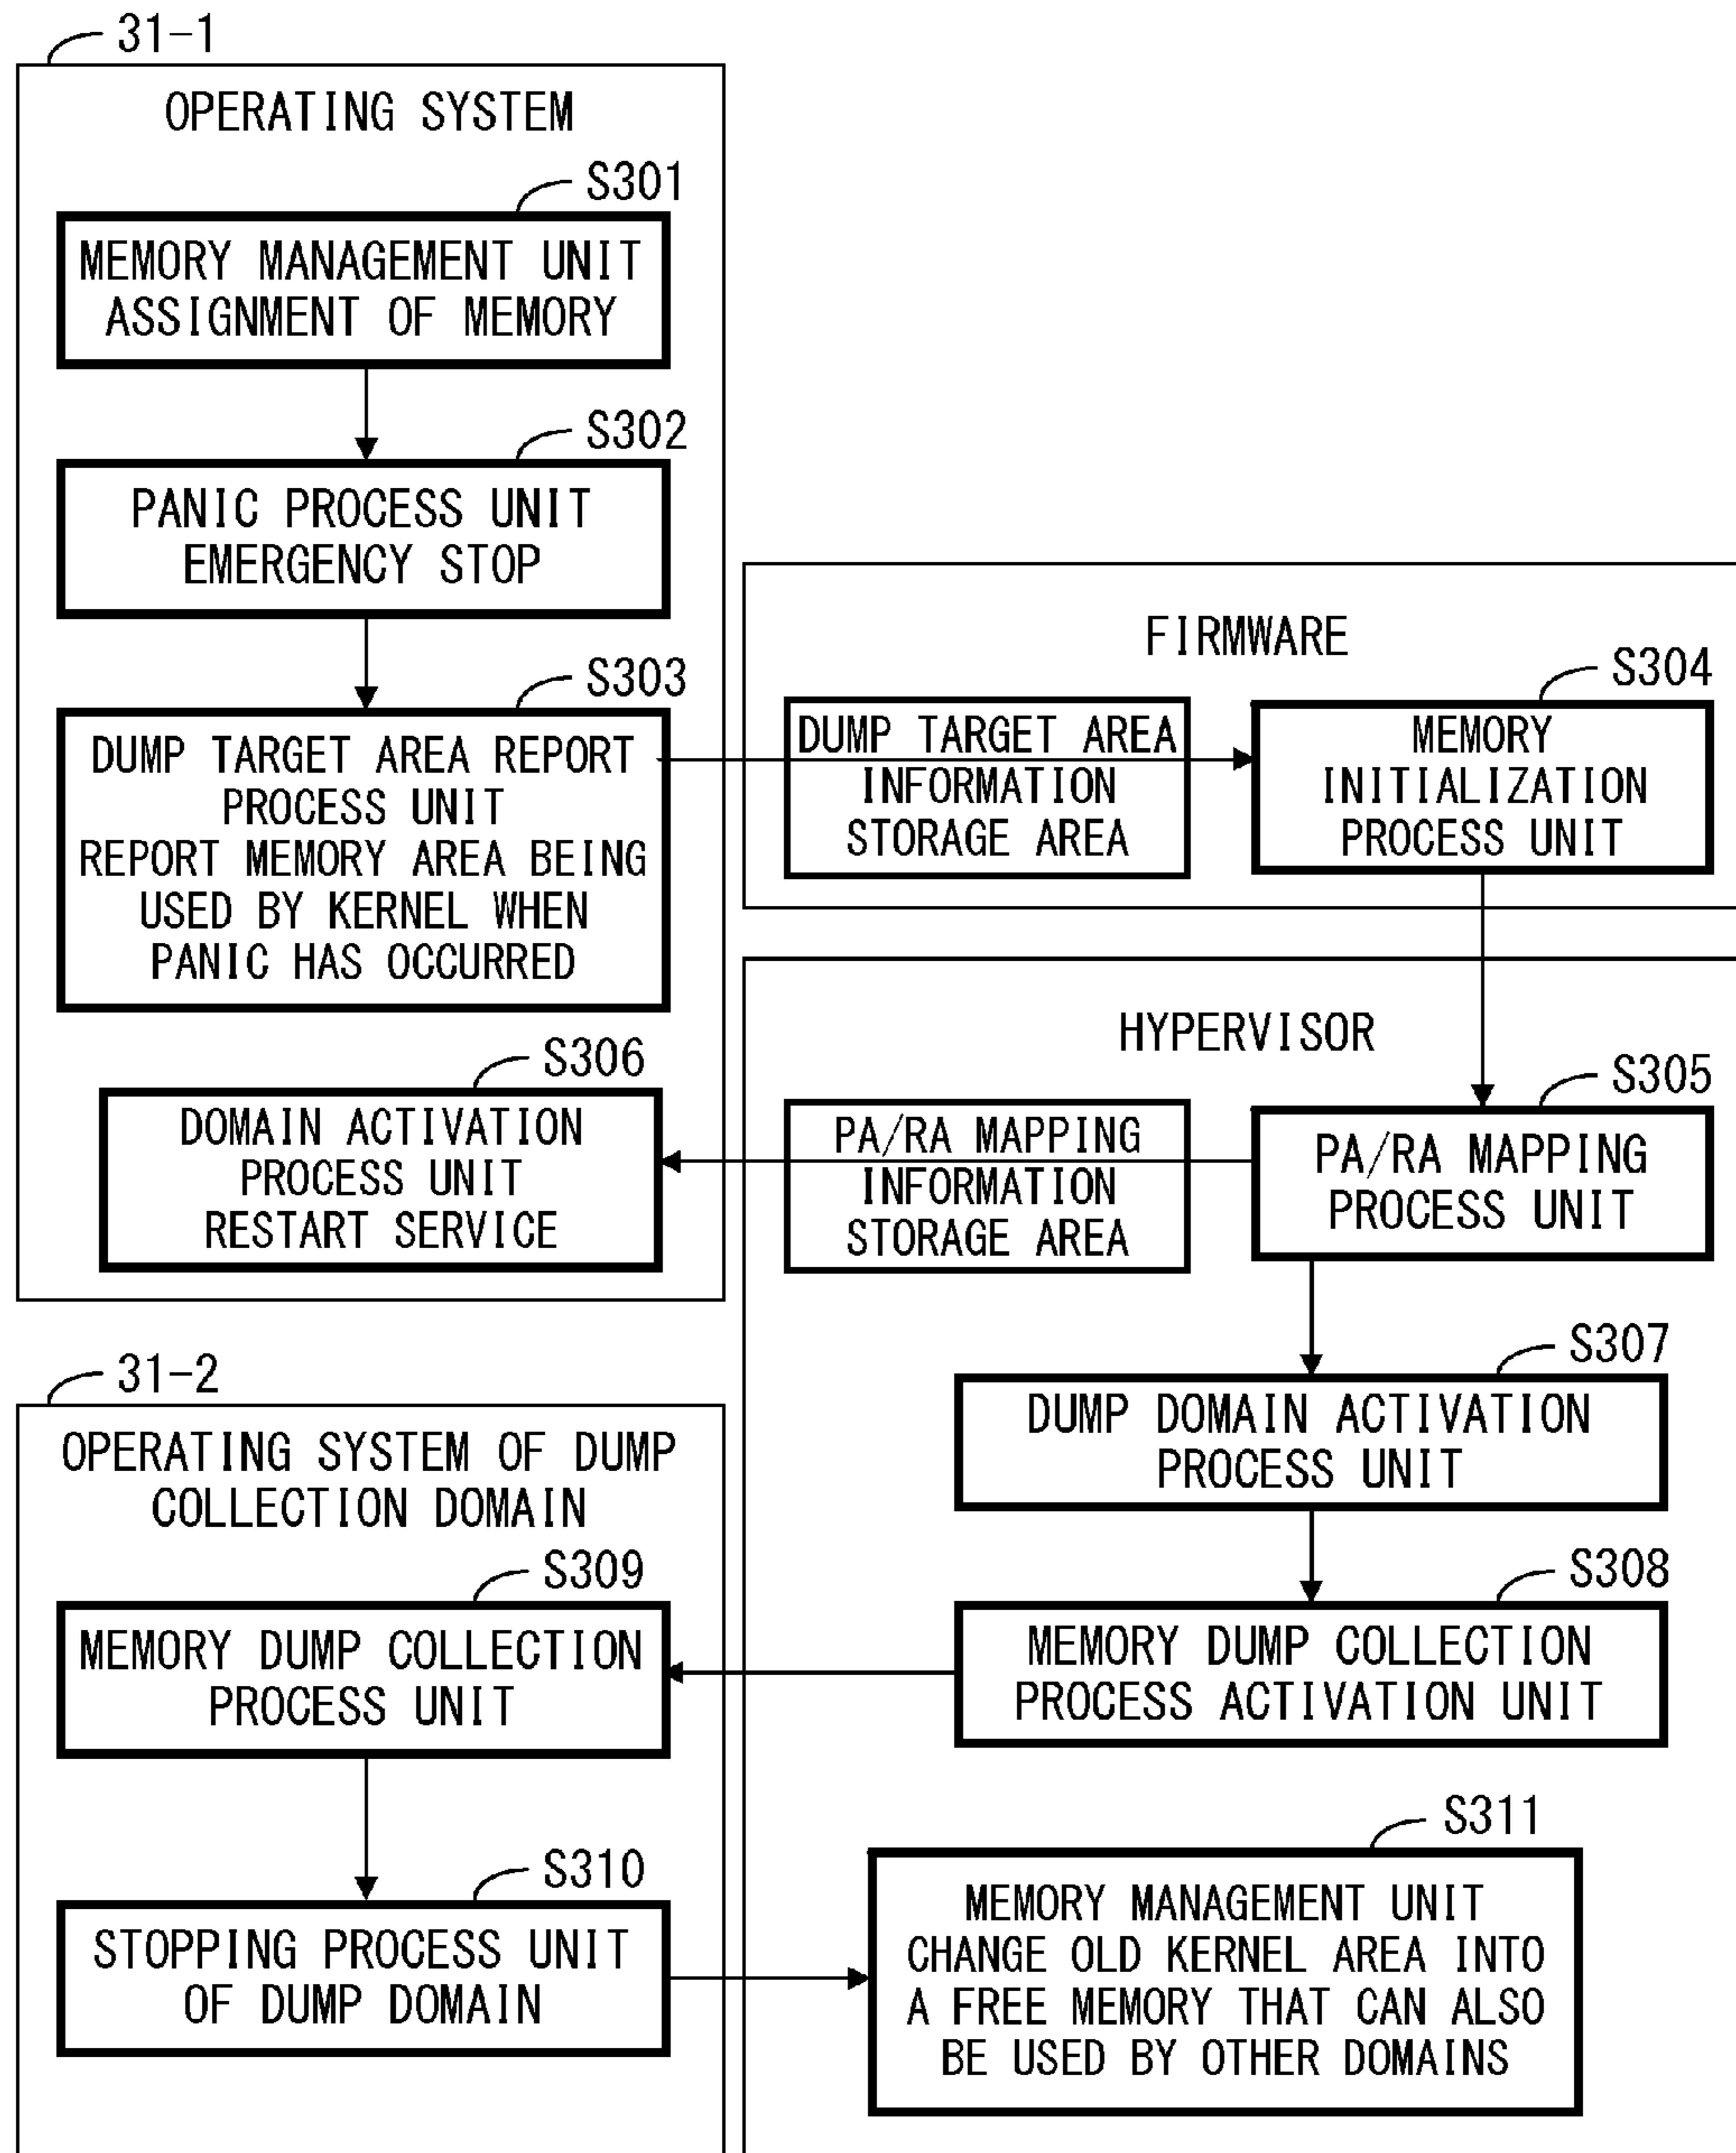 31-1
OPERATING SYSTEM
S301
MEMORY MANAGEMENT UNIT
ASSIGNMENT OF MEMORY
S302
PANIC PROCESS UNIT
EMERGENCY STOP
S303
DUMP TARGET AREA REPORT
PROCESS UNIT
REPORT MEMORY AREA BEING
USED BY KERNEL WHEN
PANIC HAS OCCURRED
FIRMWARE
DUMP TARGET AREA
INFORMATION
STORAGE AREA
S304
MEMORY
INITIALIZATION
PROCESS UNIT
HYPERVISOR
S305
PA/RA MAPPING
PROCESS UNIT
PA/RA MAPPING
INFORMATION
STORAGE AREA
S306
DOMAIN ACTIVATION
PROCESS UNIT
RESTART SERVICE
S307
DUMP DOMAIN ACTIVATION
PROCESS UNIT
S308
MEMORY DUMP COLLECTION
PROCESS ACTIVATION UNIT
31-2
OPERATING SYSTEM OF DUMP
COLLECTION DOMAIN
S309
MEMORY DUMP COLLECTION
PROCESS UNIT
S310
STOPPING PROCESS UNIT
OF DUMP DOMAIN
S311
MEMORY MANAGEMENT UNIT
CHANGE OLD KERNEL AREA INTO
A FREE MEMORY THAT CAN ALSO
BE USED BY OTHER DOMAINS